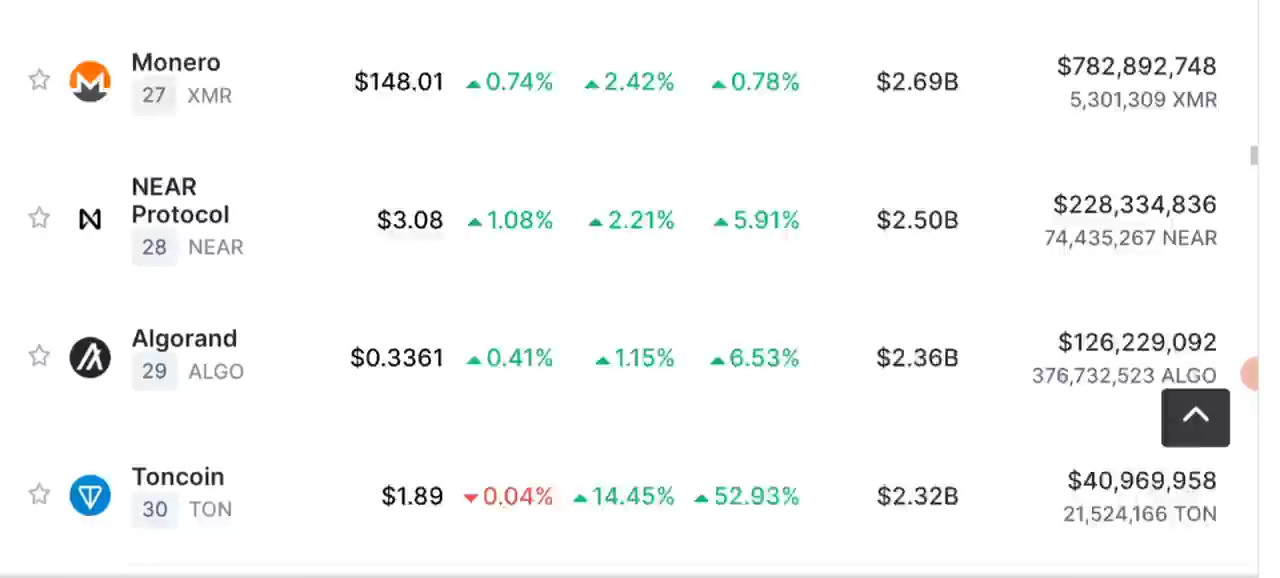 Monero
27 XMR
$148.01 ▲0.74% ▲2.42% ▲0.78% $2.69B
$782,892,748
5,301,309 XMR
NEAR
Protocol
28 NEAR
$3.08 ▲1.08% ▲2.21% ▲5.91% $2.50B
$228,334,836
74,435,267 NEAR
Algorand
29 ALGO
$0.3361 ▲0.41% ▲1.15% ▲6.53% $2.36B
$126,229,092
376,732,523 ALGO
Toncoin
30 TON
$1.89 ▼0.04% ▲14.45% ▲52.93% $2.32B
$40,969,958
21,524,166 TON